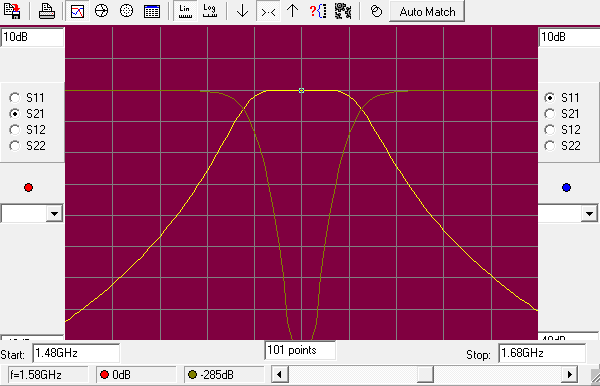 Lin
Log
Auto Match
10dB
10dB
S11
S21
S12
S22
S11
S21
S12
S22
Start: 1.48GHz
101 points
Stop: 1.68GHz
f=1.58GHz
0dB
-285dB